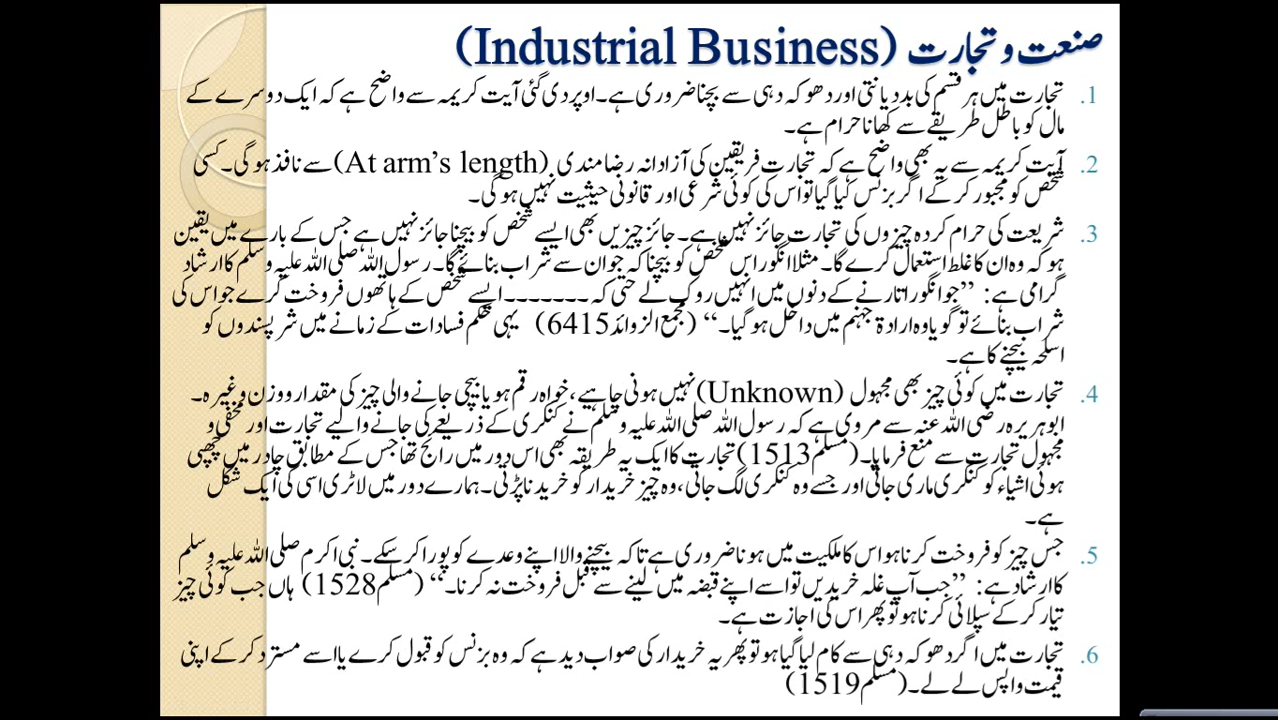 صنعت و تجارت (Industrial Business)
1. تجارت میں ہر قسم کی بددیانتی اور دھوکہ دہی سے بچنا ضروری ہے۔ اوپر دی گئی آیت کریمہ سے واضح ہے کہ ایک دوسرے کے
مال کو باطل طریقے سے کھانا حرام ہے۔
2. آیت کریمہ سے یہ بھی واضح ہے کہ تجارت فریقین کی آزادانہ رضامندی (At arm’s length) سے نافذ ہوگی۔ کسی
شخص کو مجبور کر کے اگر بزنس کیا گیا تو اس کی کوئی شرعی اور قانونی حیثیت نہیں ہوگی۔
3. شریعت کی حرام کردہ چیزوں کی تجارت جائز نہیں ہے۔ جائز چیزیں بھی ایسے شخص کو بیچنا جائز نہیں ہے جس کے بارے میں یقین
ہو کہ وہ ان کا غلط استعمال کرے گا۔ مثلا انگور اس شخص کو بیچنا کہ جو ان سے شراب بنائے گا۔ رسول اللہ صلی اللہ علیہ وسلم کا ارشاد
گرامی ہے: ”جو انگور اتارنے کے دنوں میں انہیں روک لے حتی کہ ۔۔۔۔۔۔۔ ایسے شخص کے ہاتھوں فروخت کرے جو اس کی
شراب بنائے تو گویا وہ ارادۃ جہنم میں داخل ہو گیا۔“ (مجمع الزوائد 6415) یہی حکم فسادات کے زمانے میں شر پسندوں کو
اسلحہ بیچنے کا ہے۔
4. تجارت میں کوئی چیز بھی مجہول (Unknown) نہیں ہونی چاہیے، خواہ رقم ہو یا بیچی جانے والی چیز کی مقدار و وزن وغیرہ۔
ابوہریرہ رضی اللہ عنہ سے مروی ہے کہ رسول اللہ صلی اللہ علیہ وسلم نے کنکری کے ذریعے کی جانے والے تجارت اور مخفی و
مجہول تجارت سے منع فرمایا۔ (مسلم 1513) تجارت کا ایک یہ طریقہ بھی اس دور میں رائج تھا جس کے مطابق چادر میں چھپی
ہوئی اشیاء کو کنکری ماری جاتی اور جسے وہ کنکری لگ جاتی، وہ چیز خریدار کو خریدنا پڑتی۔ ہمارے دور میں لاٹری اسی کی ایک شکل
ہے۔
5. جس چیز کو فروخت کرنا ہو اس کا ملکیت میں ہونا ضروری ہے تاکہ بیچنے والا اپنے وعدے کو پورا کر سکے۔ نبی اکرم صلی اللہ علیہ وسلم
کا ارشاد ہے: ”جب آپ غلہ خریدیں تو اسے اپنے قبضہ میں لینے سے قبل فروخت نہ کرنا۔“ (مسلم 1528) ہاں جب کوئی چیز
تیار کر کے سپلائی کرنا ہو تو پھر اس کی اجازت ہے۔
6. تجارت میں اگر دھوکہ دہی سے کام لیا گیا ہو تو پھر یہ خریدار کی صواب دید ہے کہ وہ بزنس کو قبول کرے یا اسے مسترد کر کے اپنی
قیمت واپس لے لے۔ (مسلم 1519)